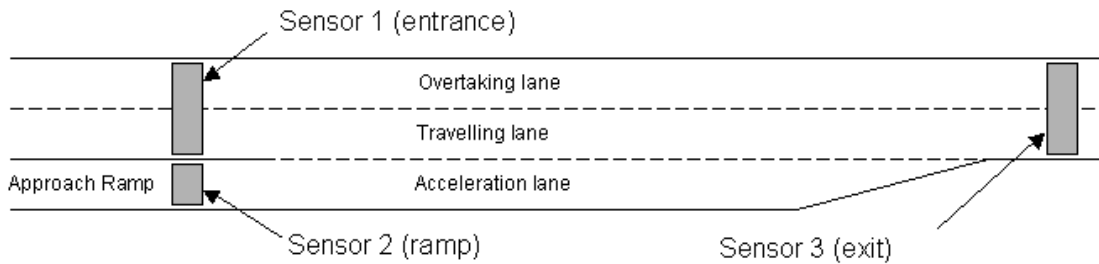 Sensor 1 (entrance)
Overtaking lane
Travelling lane
Approach Ramp
Acceleration lane
Sensor 2 (ramp)
Sensor 3 (exit)